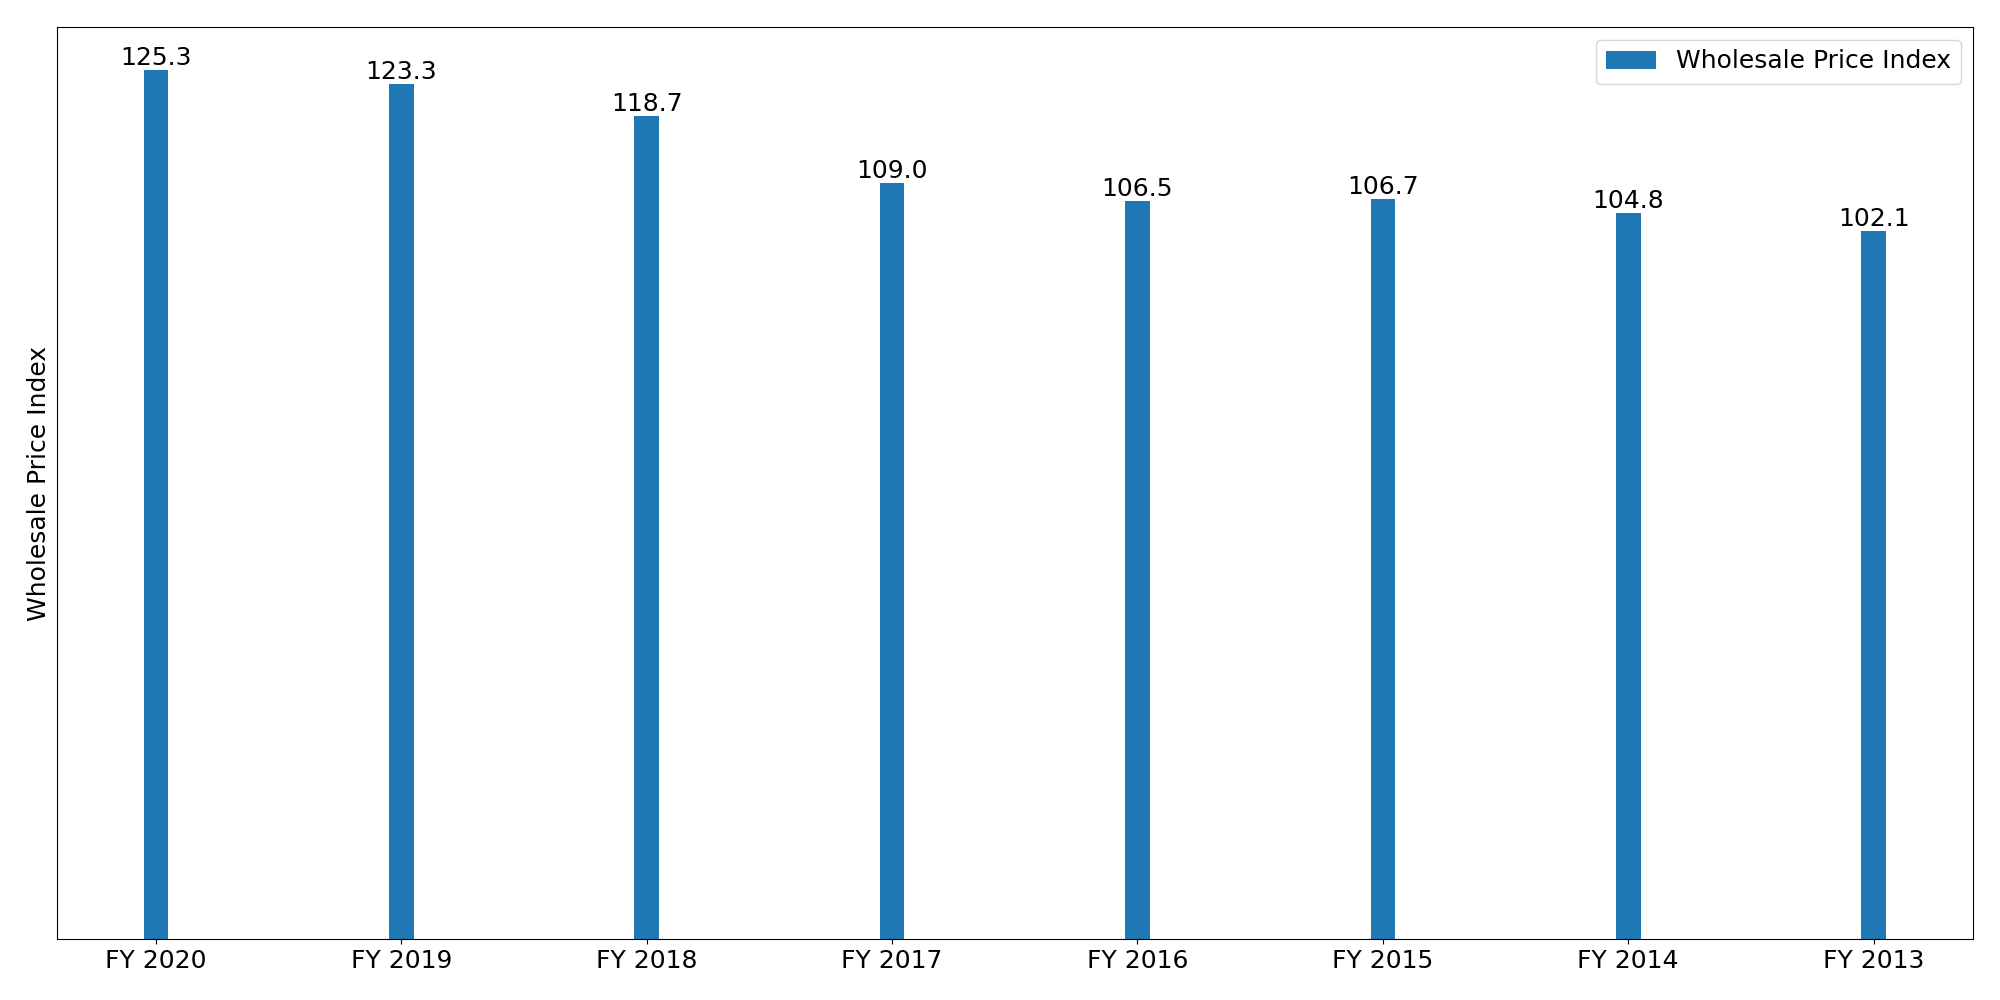 125.3
123.3
118.7
109.0
106.5
106.7
104.8
102.1
Wholesale Price Index
Wholesale Price Index
FY 2020
FY 2019
FY 2018
FY 2017
FY 2016
FY 2015
FY 2014
FY 2013